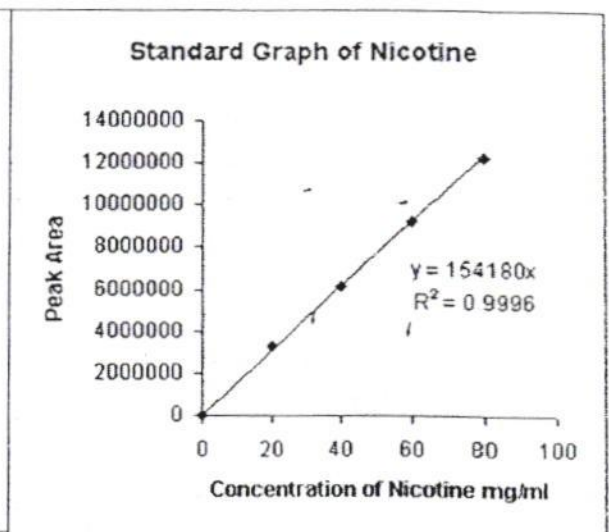 Standard Graph of Nicotine
14000000
12000000
10000000
8000000
6000000
4000000
2000000
0
Peak Area
y = 154180x
R² = 0 9996
0 20 40 60 80 100
Concentration of Nicotine mg/ml